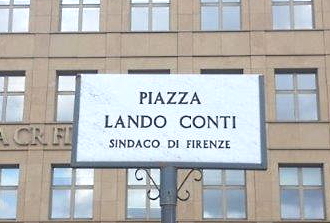 PIAZZA
LANDO CONTI
SINDACO DI FIRENZE